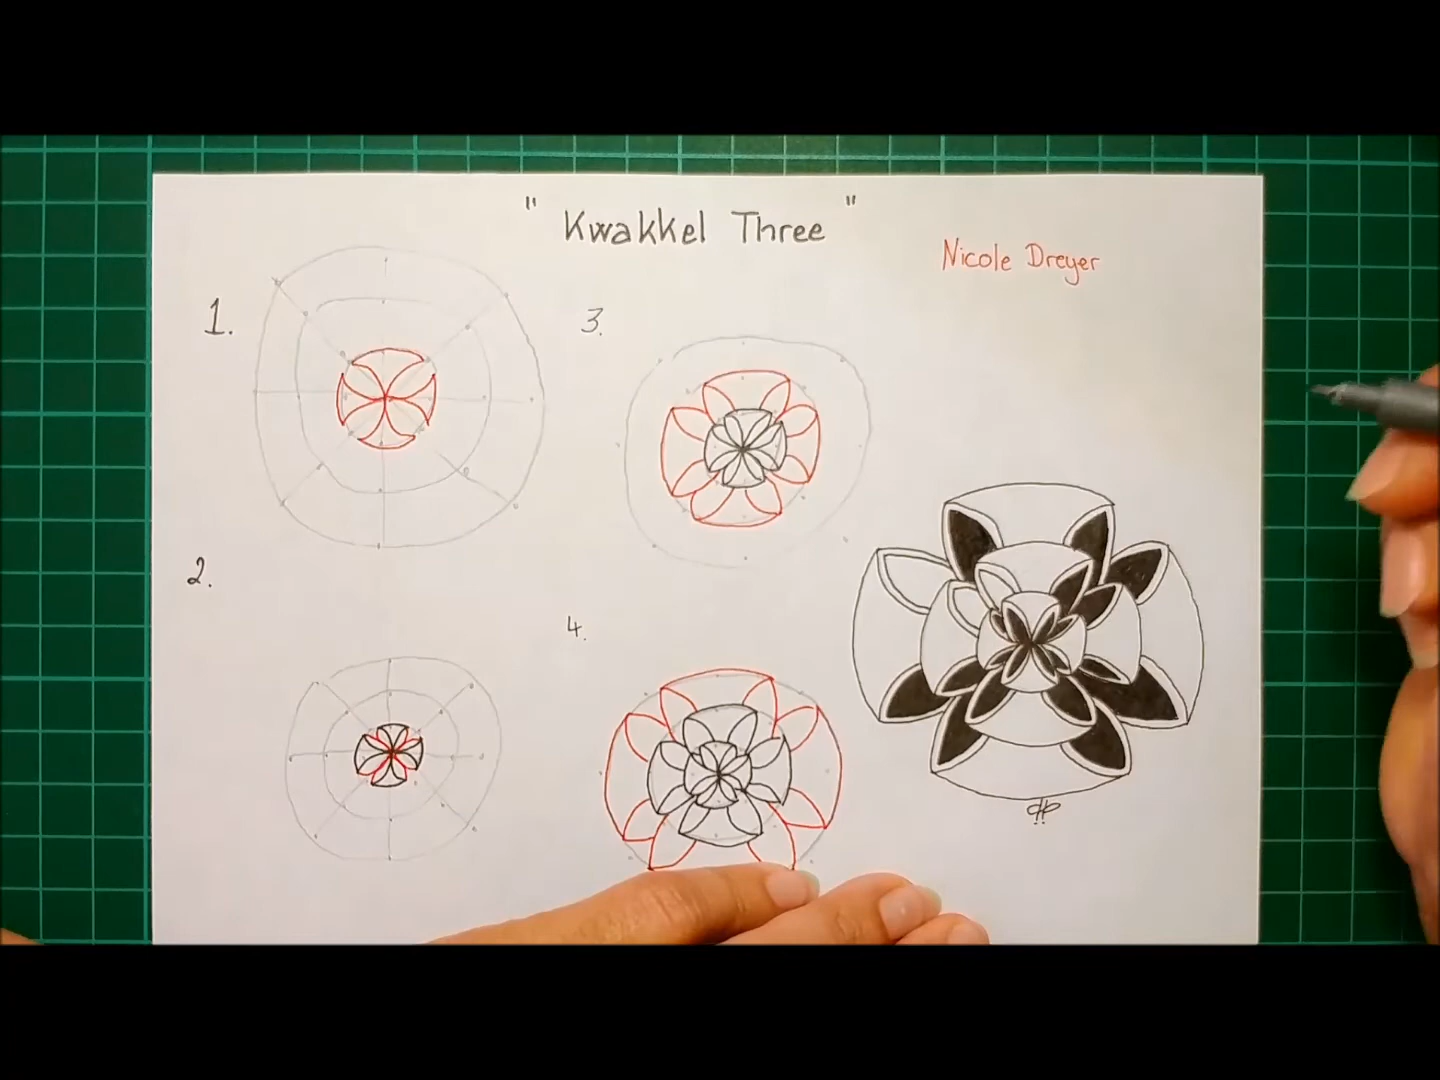 " Kwakkel Three "
Nicole Dreyer
1.
3.
2.
4.